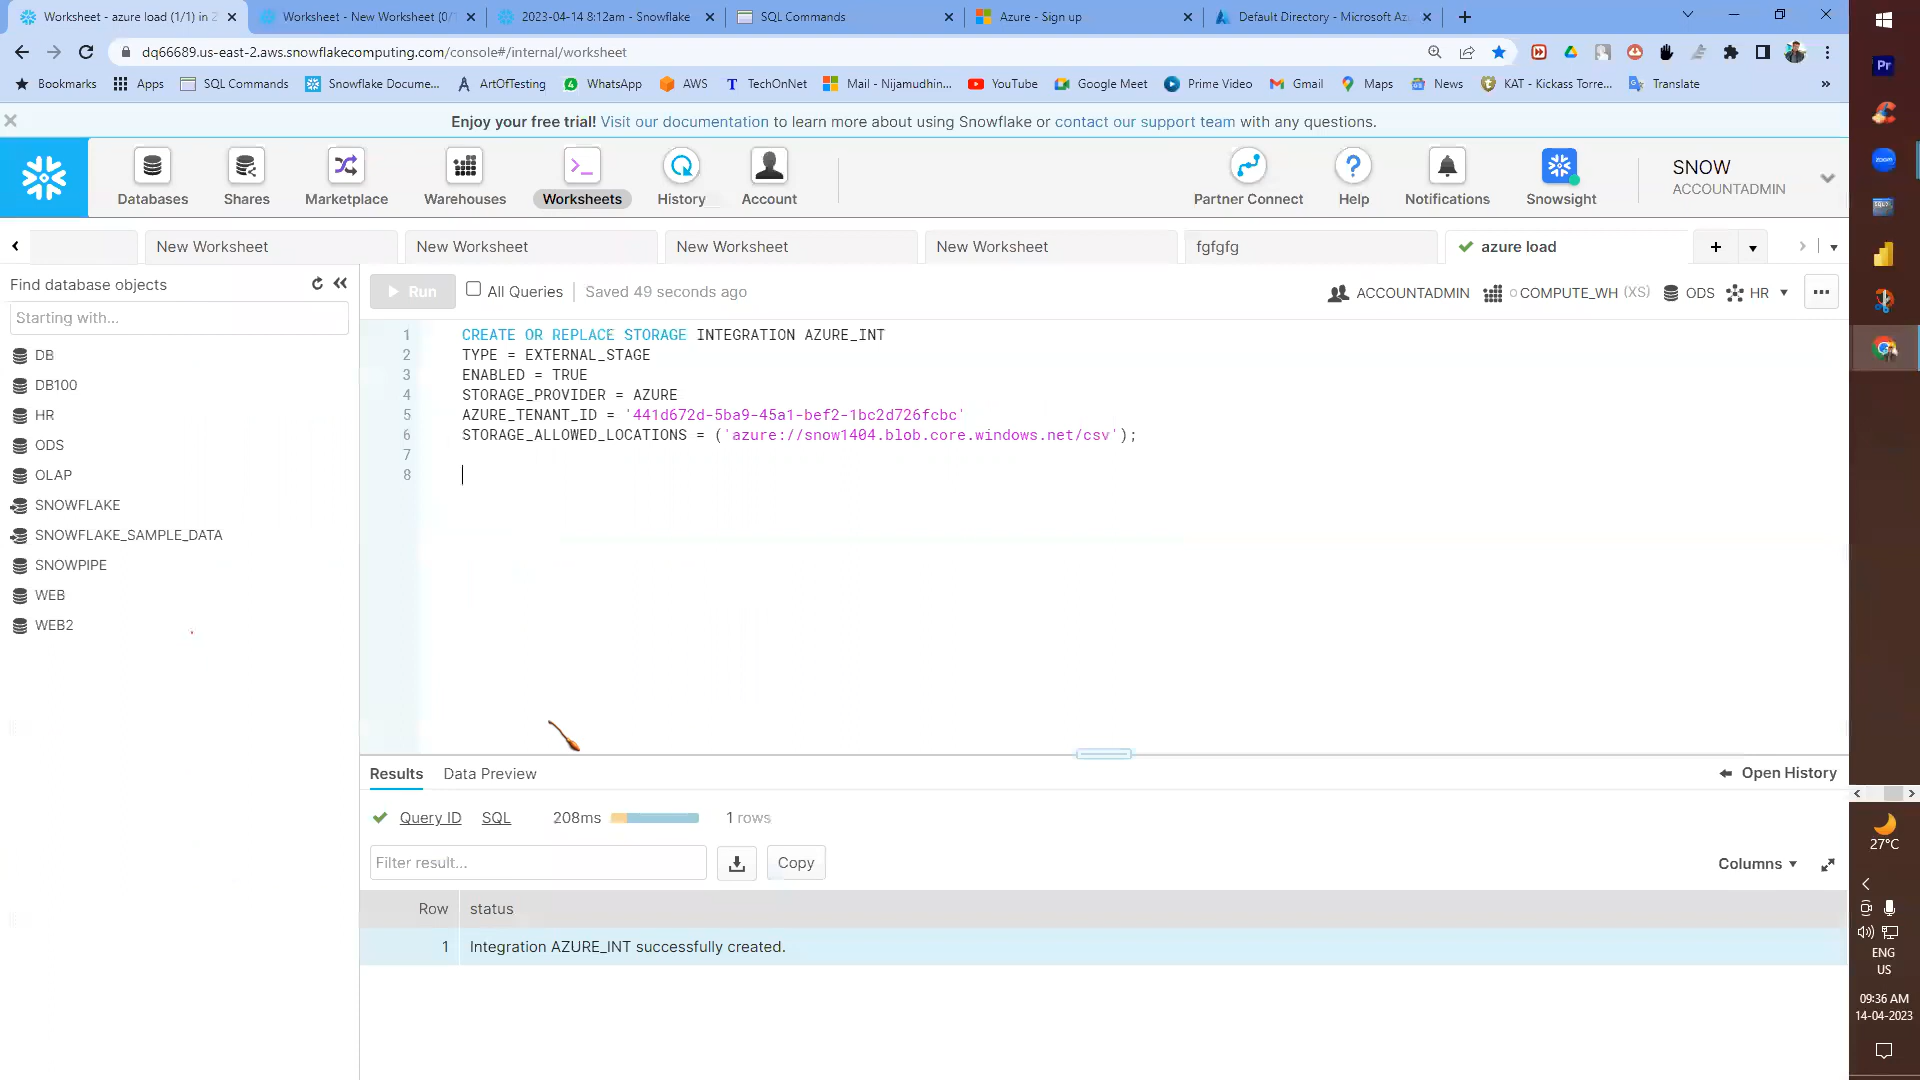 Worksheet - azure load (1/1) in 2
Worksheet - New Worksheet (0/
2023-04-14 8:12am - Snowflake
SQL Commands
Azure - Sign up
Default Directory - Microsoft Az
dq66689.us-east-2.aws.snowflakecomputing.com/console#/internal/worksheet
Bookmarks
Apps
SQL Commands
Snowflake Docume...
ArtOfTesting
WhatsApp
AWS
TechOnNet
Mail - Nijamudhin...
YouTube
Google Meet
Prime Video
Gmail
Maps
News
KAT - Kickass Torre...
Translate
Enjoy your free trial! Visit our documentation to learn more about using Snowflake or contact our support team with any questions.
Databases
Shares
Marketplace
Warehouses
Worksheets
History
Account
Partner Connect
Help
Notifications
Snowsight
SNOW
ACCOUNTADMIN
New Worksheet
New Worksheet
New Worksheet
New Worksheet
fgfgfg
azure load
Find database objects
Starting with...
DB
DB100
HR
ODS
OLAP
SNOWFLAKE
SNOWFLAKE_SAMPLE_DATA
SNOWPIPE
WEB
WEB2
Run
All Queries
Saved 49 seconds ago
ACCOUNTADMIN
COMPUTE_WH (XS)
ODS
HR
1 CREATE OR REPLACE STORAGE INTEGRATION AZURE_INT
2 TYPE = EXTERNAL_STAGE
3 ENABLED = TRUE
4 STORAGE_PROVIDER = AZURE
5 AZURE_TENANT_ID = '441d672d-5ba9-45a1-bef2-1bc2d726fcbc'
6 STORAGE_ALLOWED_LOCATIONS = ('azure://snow1404.blob.core.windows.net/csv');
7
8
Results
Data Preview
Open History
Query ID
SQL
208ms
1 rows
Filter result...
Copy
Columns
Row status
1 Integration AZURE_INT successfully created.
Pr
zoom
27°C
ENG
US
09:36 AM
14-04-2023